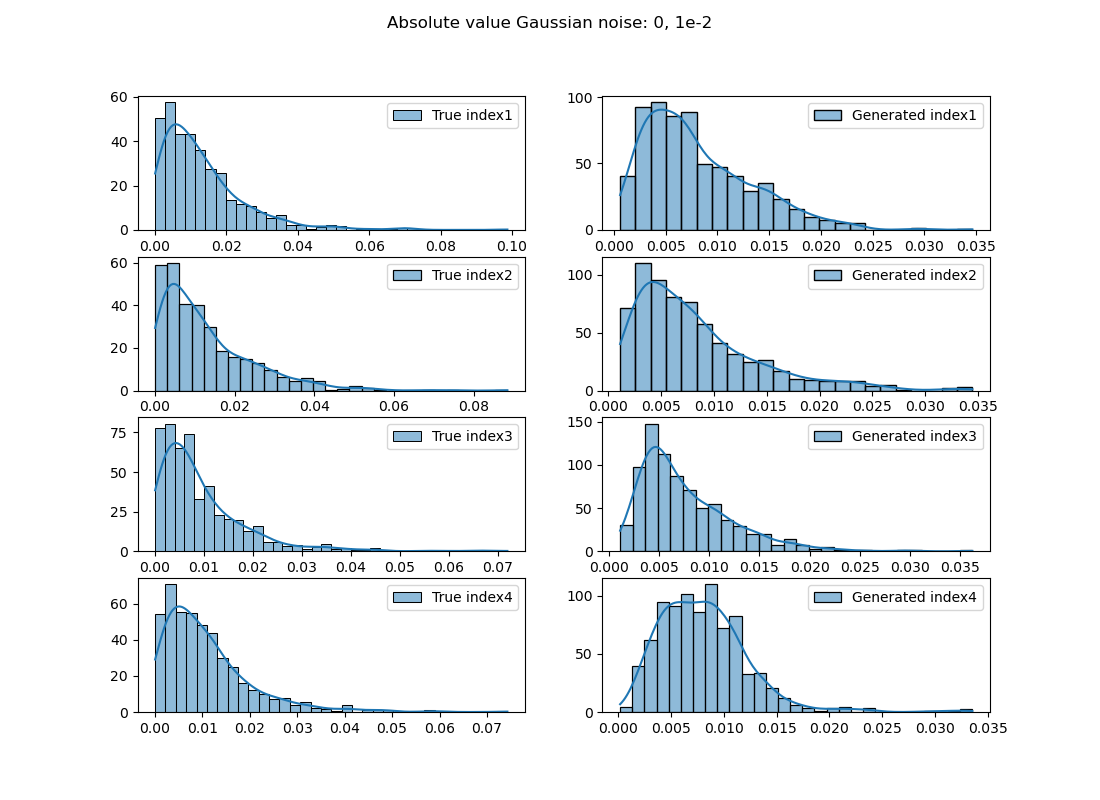 Absolute value Gaussian noise: 0, 1e-2
True index1
60
40
20
0
0.00 0.02 0.04 0.06 0.08 0.10
Generated index1
100
50
0
0.000 0.005 0.010 0.015 0.020 0.025 0.030 0.035
True index2
60
40
20
0
0.00 0.02 0.04 0.06 0.08
Generated index2
100
50
0
0.000 0.005 0.010 0.015 0.020 0.025 0.030 0.035
True index3
75
50
25
0
0.00 0.01 0.02 0.03 0.04 0.05 0.06 0.07
Generated index3
150
100
50
0
0.000 0.005 0.010 0.015 0.020 0.025 0.030 0.035
True index4
60
40
20
0
0.00 0.01 0.02 0.03 0.04 0.05 0.06 0.07
Generated index4
100
50
0
0.000 0.005 0.010 0.015 0.020 0.025 0.030 0.035